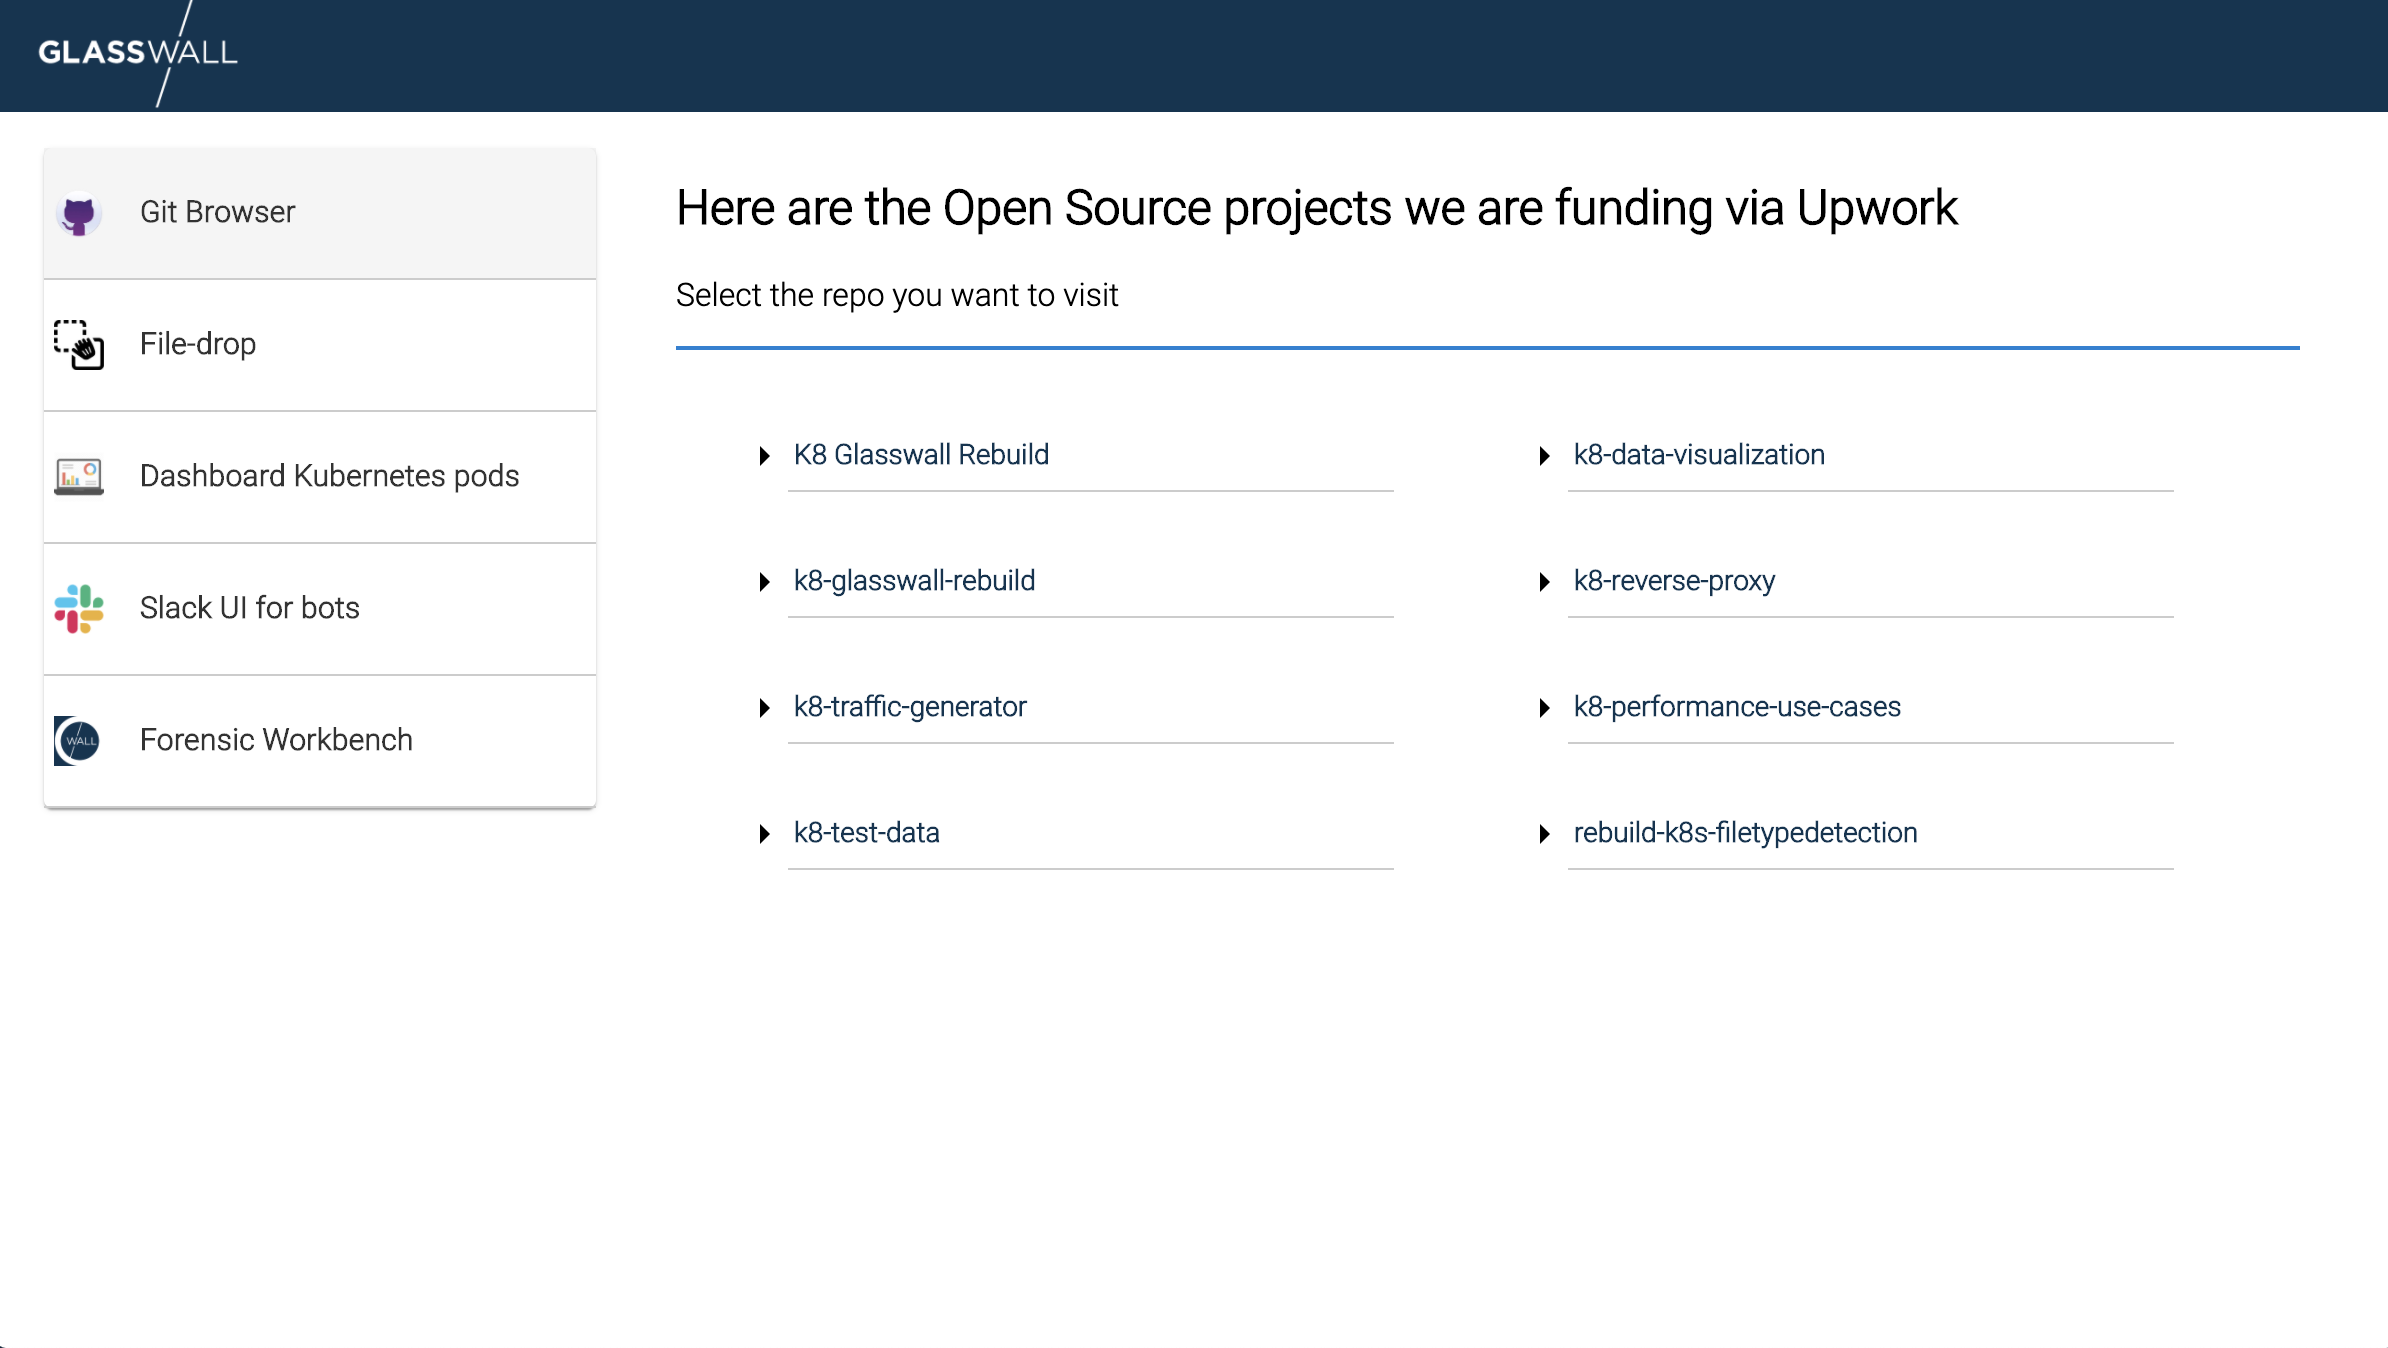 GLASSWALL
Git Browser
File-drop
Dashboard Kubernetes pods
Slack UI for bots
WALL
Forensic Workbench
Here are the Open Source projects we are funding via Upwork
Select the repo you want to visit
K8 Glasswall Rebuild
k8-data-visualization
k8-glasswall-rebuild
k8-reverse-proxy
k8-traffic-generator
k8-performance-use-cases
k8-test-data
rebuild-k8s-filetypedetection